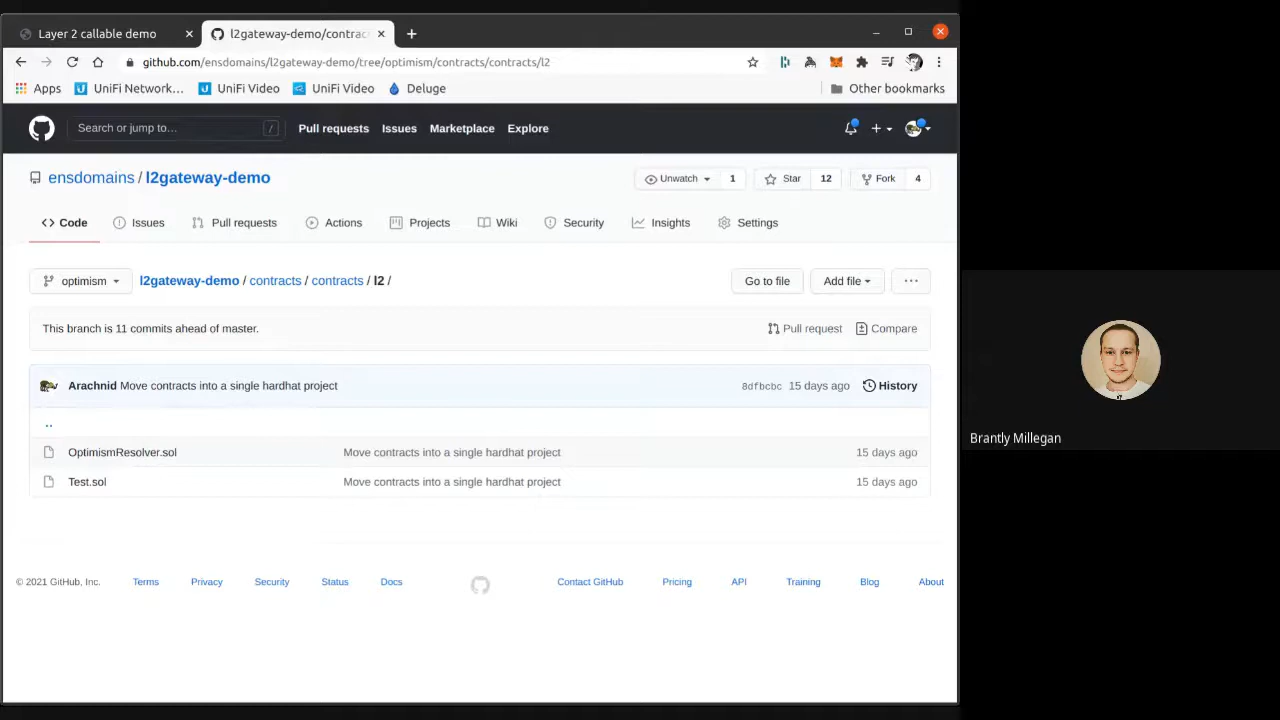 Layer 2 callable demo
l2gateway-demo/contrac
github.com/ensdomains/l2gateway-demo/tree/optimism/contracts/contracts/l2
Apps UniFi Network… UniFi Video UniFi Video Deluge Other bookmarks
Search or jump to… / Pull requests Issues Marketplace Explore
ensdomains / l2gateway-demo Unwatch 1 Star 12 Fork 4
Code Issues Pull requests Actions Projects Wiki Security Insights Settings
optimism l2gateway-demo / contracts / contracts / l2 / Go to file Add file ...
This branch is 11 commits ahead of master. Pull request Compare
Arachnid Move contracts into a single hardhat project 8dfbcbc 15 days ago History
..
OptimismResolver.sol Move contracts into a single hardhat project 15 days ago
Test.sol Move contracts into a single hardhat project 15 days ago
© 2021 GitHub, Inc. Terms Privacy Security Status Docs Contact GitHub Pricing API Training Blog About
Brantly Millegan